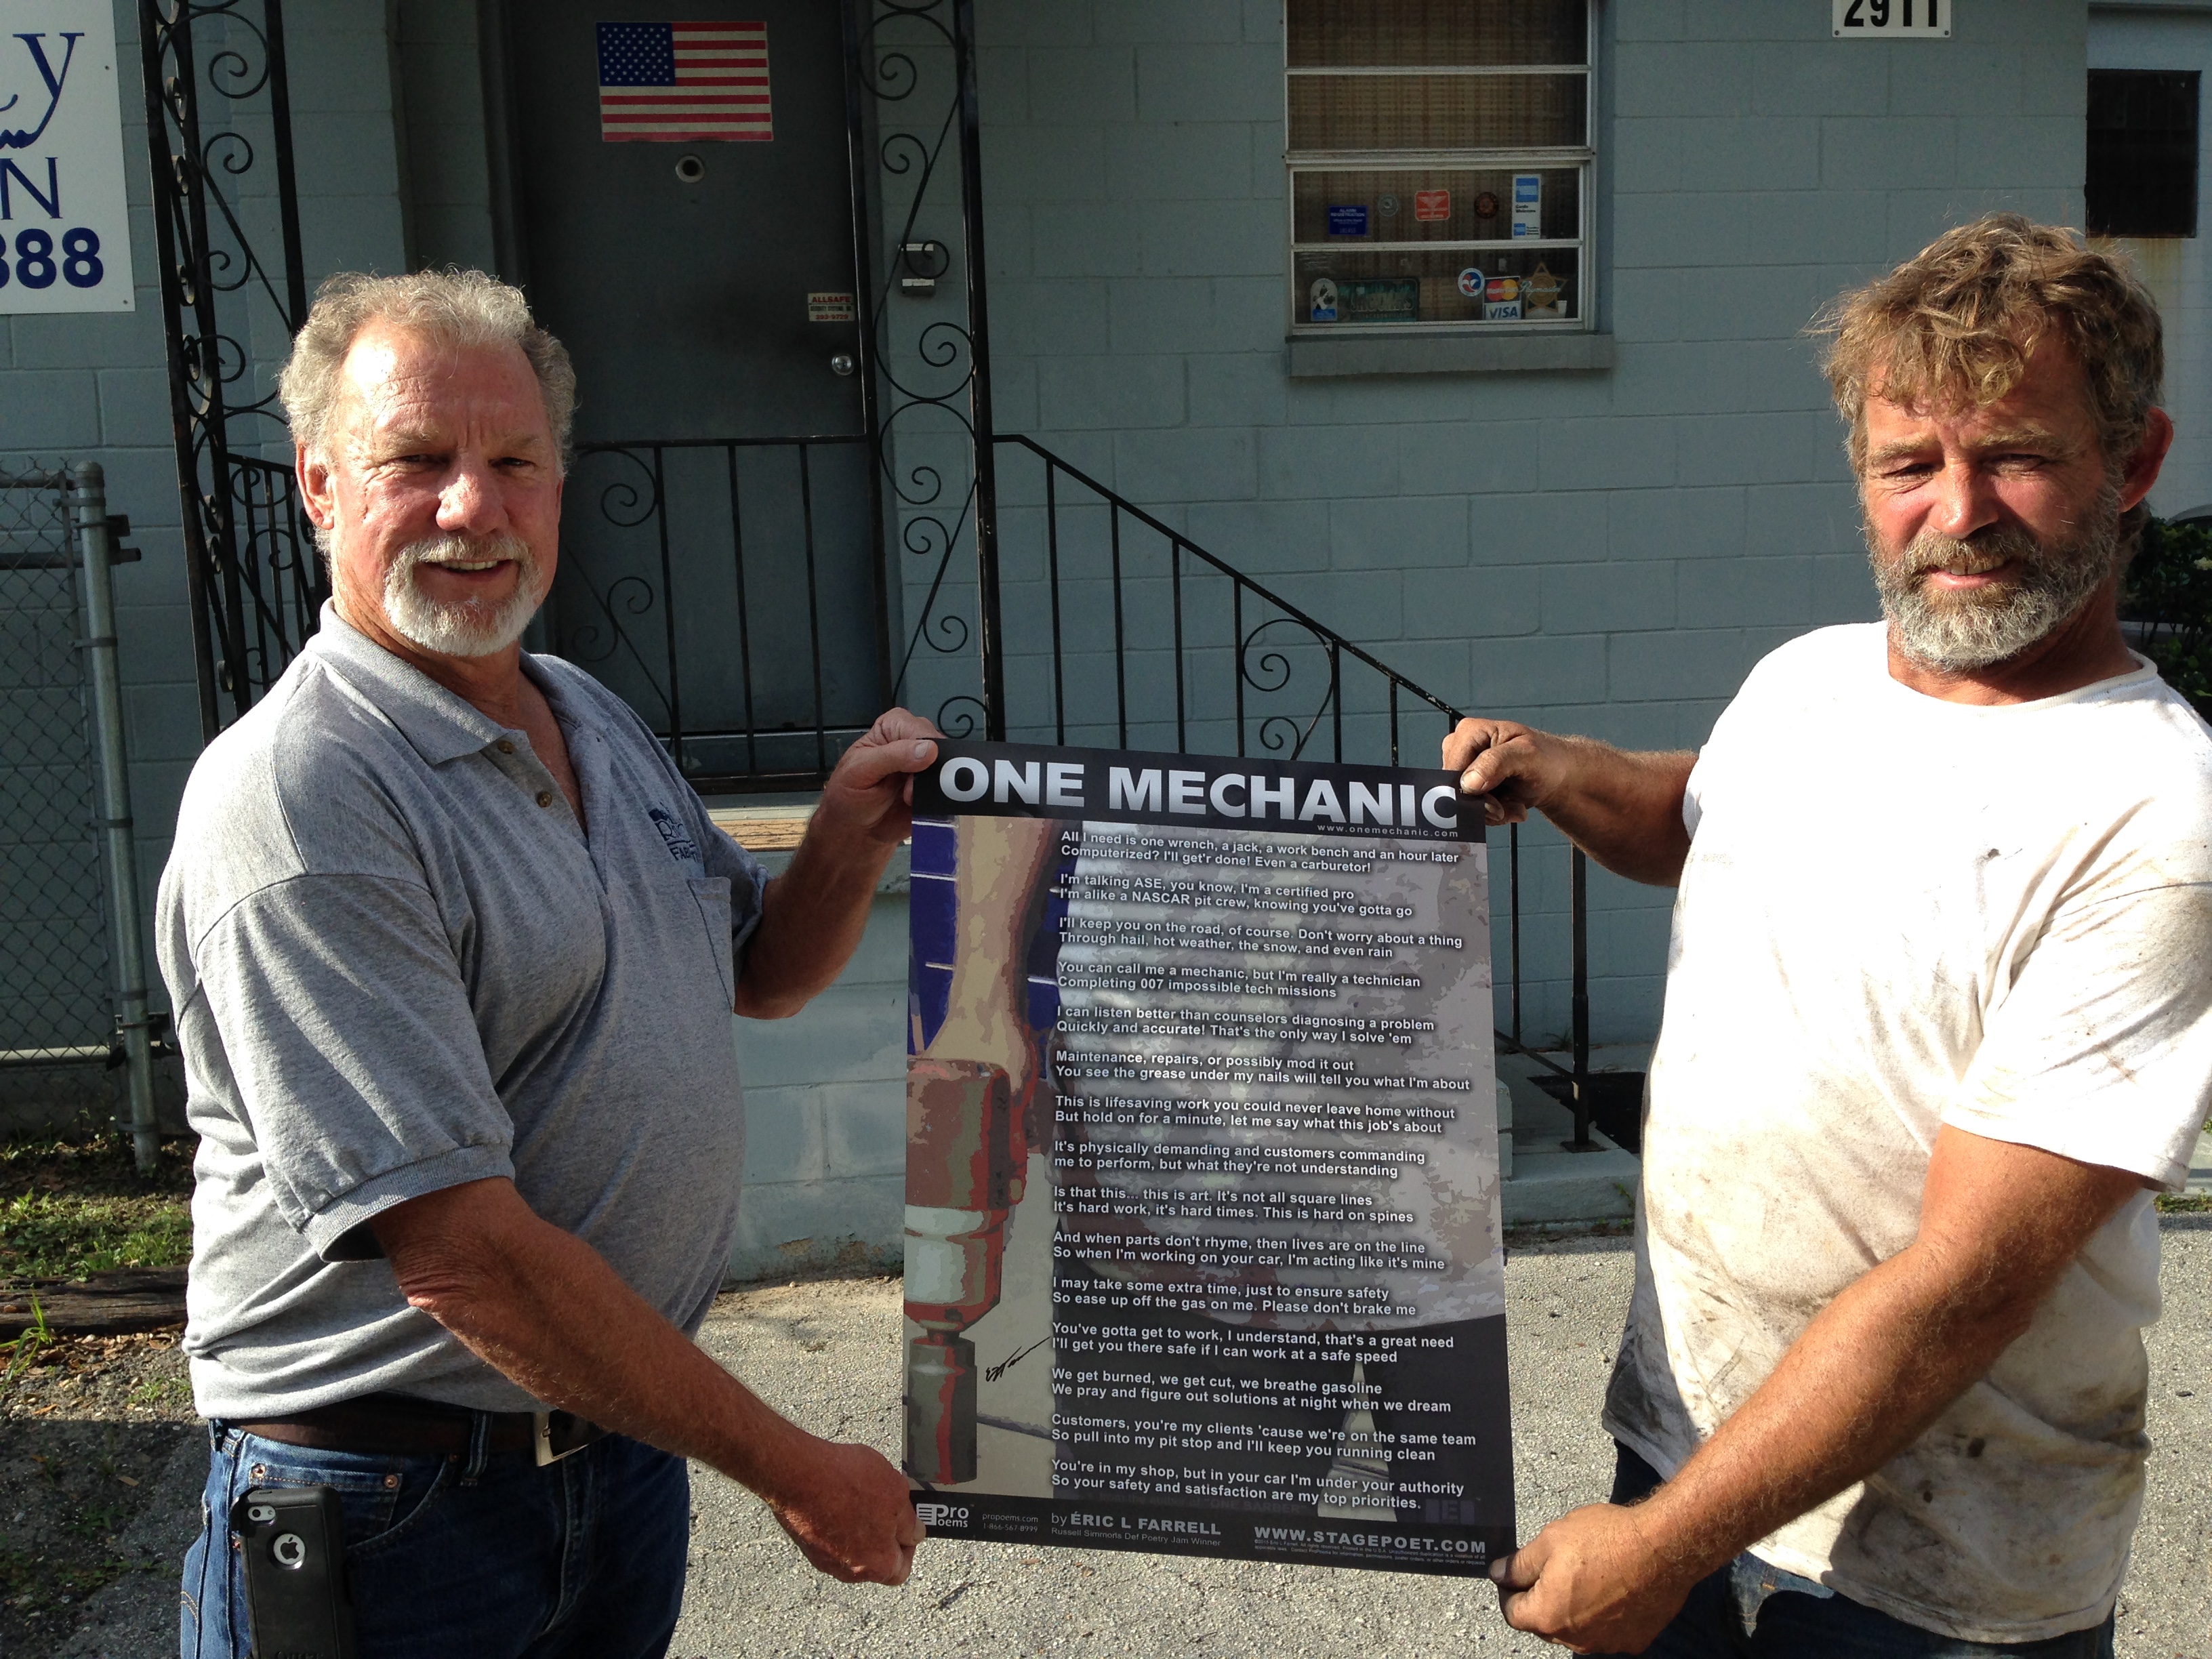 2911
ly
N
888
ALLSAFE
VISA
ONE MECHANIC
www.onemechanic.com
All I need is one wrench, a jack, a work bench and an hour later
Computerized? I'll get'r done! Even a carburetor!
I'm talking ASE, you know, I'm a certified pro
I'm alike a NASCAR pit crew, knowing you've gotta go
I'll keep you on the road, of course. Don't worry about a thing
Through hail, hot weather, the snow, and even rain
You can call me a mechanic, but I'm really a technician
Completing 007 impossible tech missions
I can listen better than counselors diagnosing a problem
Quickly and accurate! That's the only way I solve 'em
Maintenance, repairs, or possibly mod it out
You see the grease under my nails will tell you what I'm about
This is lifesaving work you could never leave home without
But hold on for a minute, let me say what this job's about
It's physically demanding and customers commanding
me to perform, but what they're not understanding
Is that this... this is art. It's not all square lines
It's hard work, it's hard times. This is hard on spines
And when parts don't rhyme, then lives are on the line
So when I'm working on your car, I'm acting like it's mine
I may take some extra time, just to ensure safety
So ease up off the gas on me. Please don't brake me
You've gotta get to work, I understand, that's a great need
I'll get you there safe if I can work at a safe speed
We get burned, we get cut, we breathe gasoline
We pray and figure out solutions at night when we dream
Customers, you're my clients 'cause we're on the same team
So pull into my pit stop and I'll keep you running clean
You're in my shop, but in your car I'm under your authority
So your safety and satisfaction are my top priorities.
Pro
Poems
propoems.com
1-866-567-8999
by ÉRIC L FARRELL
Russell Simmons Def Poetry Jam Winner
WWW.STAGEPOET.COM